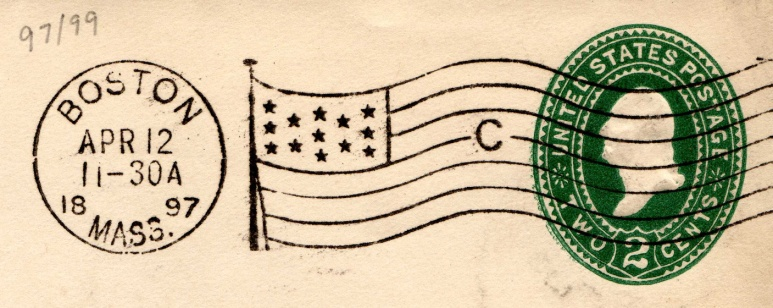 97/99
BOSTON
APR 12
11-30A
18 97
MASS.
C
UNITED STATES POSTAGE
TWO 2 CENTS